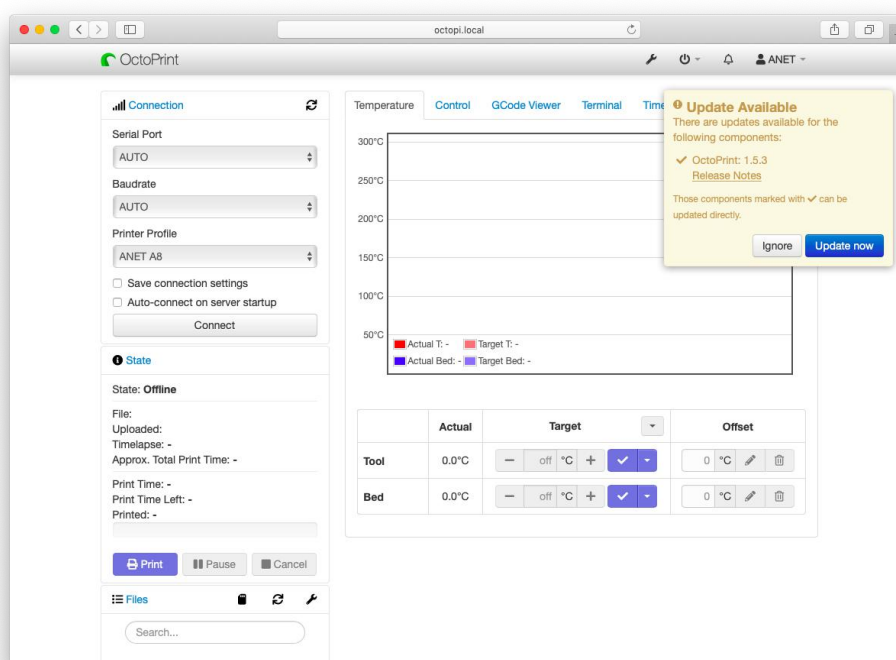 octopi.local
OctoPrint
ANET
Connection
Serial Port
AUTO
Baudrate
AUTO
Printer Profile
ANET A8
Save connection settings
Auto-connect on server startup
Connect
State
State: Offline
File:
Uploaded:
Timelapse: -
Approx. Total Print Time: -
Print Time: -
Print Time Left: -
Printed: -
Print Pause Cancel
Files
Search...
Temperature Control GCode Viewer Terminal Time
300°C
250°C
200°C
150°C
100°C
50°C
Actual T: - Target T: -
Actual Bed: - Target Bed: -
Actual Target Offset
Tool 0.0°C off °C 0 °C
Bed 0.0°C off °C 0 °C
Update Available
There are updates available for the
following components:
OctoPrint: 1.5.3
Release Notes
Those components marked with ✔ can be
updated directly.
Ignore Update now